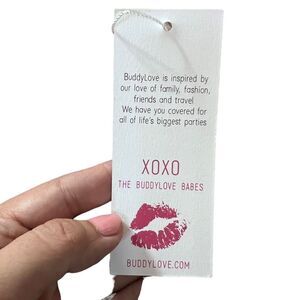 BuddyLove is inspired by
our love of family, fashion,
friends and travel
We have you covered for
all of life's biggest parties
XOXO
THE BUDDYLOVE BABES
BUDDYLOVE.COM